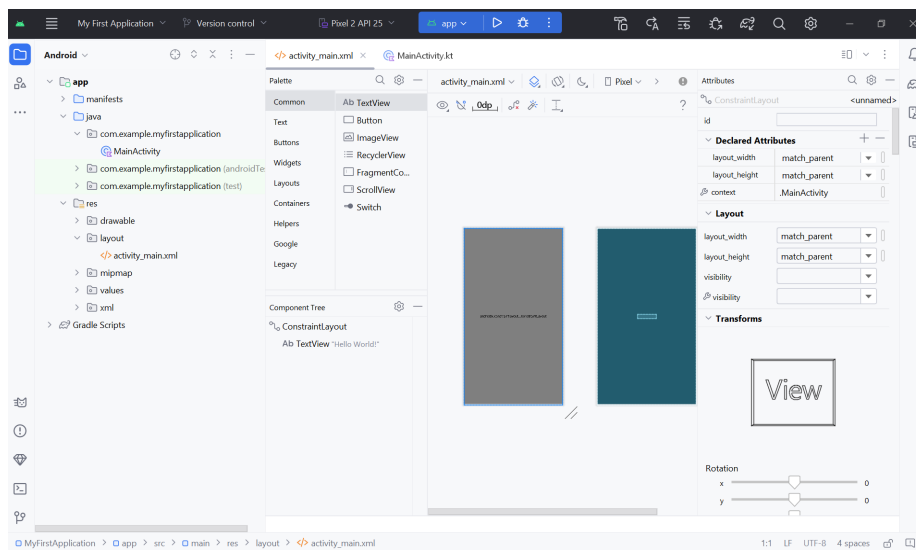 My First Application Version control Pixel 2 API 25 app
Android activity_main.xml MainActivity.kt
app
manifests
java
com.example.myfirstapplication
MainActivity
com.example.myfirstapplication (androidTe
com.example.myfirstapplication (test)
res
drawable
layout
activity_main.xml
mipmap
values
xml
Gradle Scripts
Palette
Common
Text
Buttons
Widgets
Layouts
Containers
Helpers
Google
Legacy
Ab TextView
Button
ImageView
RecyclerView
FragmentCo...
ScrollView
Switch
Component Tree
ConstraintLayout
Ab TextView "Hello World!"
activity_main.xml Pixel
0dp
?
Attributes
ConstraintLayout <unnamed>
id
Declared Attributes
layout_width match_parent
layout_height match_parent
context .MainActivity
Layout
layout_width match_parent
layout_height match_parent
visibility
visibility
Transforms
View
Rotation
x 0
y 0
MyFirstApplication > app > src > main > res > layout > activity_main.xml 1:1 LF UTF-8 4 spaces